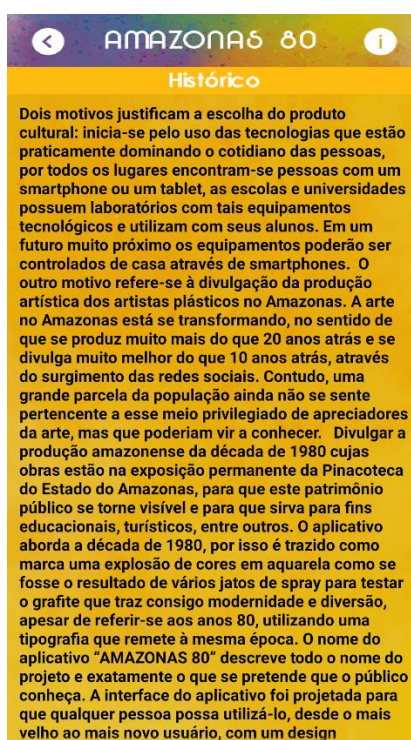 AMAZONAS 80
i
Histórico
Dois motivos justificam a escolha do produto
cultural: inicia-se pelo uso das tecnologias que estão
praticamente dominando o cotidiano das pessoas,
por todos os lugares encontram-se pessoas com um
smartphone ou um tablet, as escolas e universidades
possuem laboratórios com tais equipamentos
tecnológicos e utilizam com seus alunos. Em um
futuro muito próximo os equipamentos poderão ser
controlados de casa através de smartphones.  O
outro motivo refere-se à divulgação da produção
artística dos artistas plásticos no Amazonas. A arte
no Amazonas está se transformando, no sentido de
que se produz muito mais do que 20 anos atrás e se
divulga muito melhor do que 10 anos atrás, através
do surgimento das redes sociais. Contudo, uma
grande parcela da população ainda não se sente
pertencente a esse meio privilegiado de apreciadores
da arte, mas que poderiam vir a conhecer.   Divulgar a
produção amazonense da década de 1980 cujas
obras estão na exposição permanente da Pinacoteca
do Estado do Amazonas, para que este patrimônio
público se torne visível e para que sirva para fins
educacionais, turísticos, entre outros. O aplicativo
aborda a década de 1980, por isso é trazido como
marca uma explosão de cores em aquarela como se
fosse o resultado de vários jatos de spray para testar
o grafite que traz consigo modernidade e diversão,
apesar de referir-se aos anos 80, utilizando uma
tipografia que remete à mesma época. O nome do
aplicativo “AMAZONAS 80” descreve todo o nome do
projeto e exatamente o que se pretende que o público
conheça. A interface do aplicativo foi projetada para
que qualquer pessoa possa utilizá-lo, desde o mais
velho ao mais novo usuário, com um design